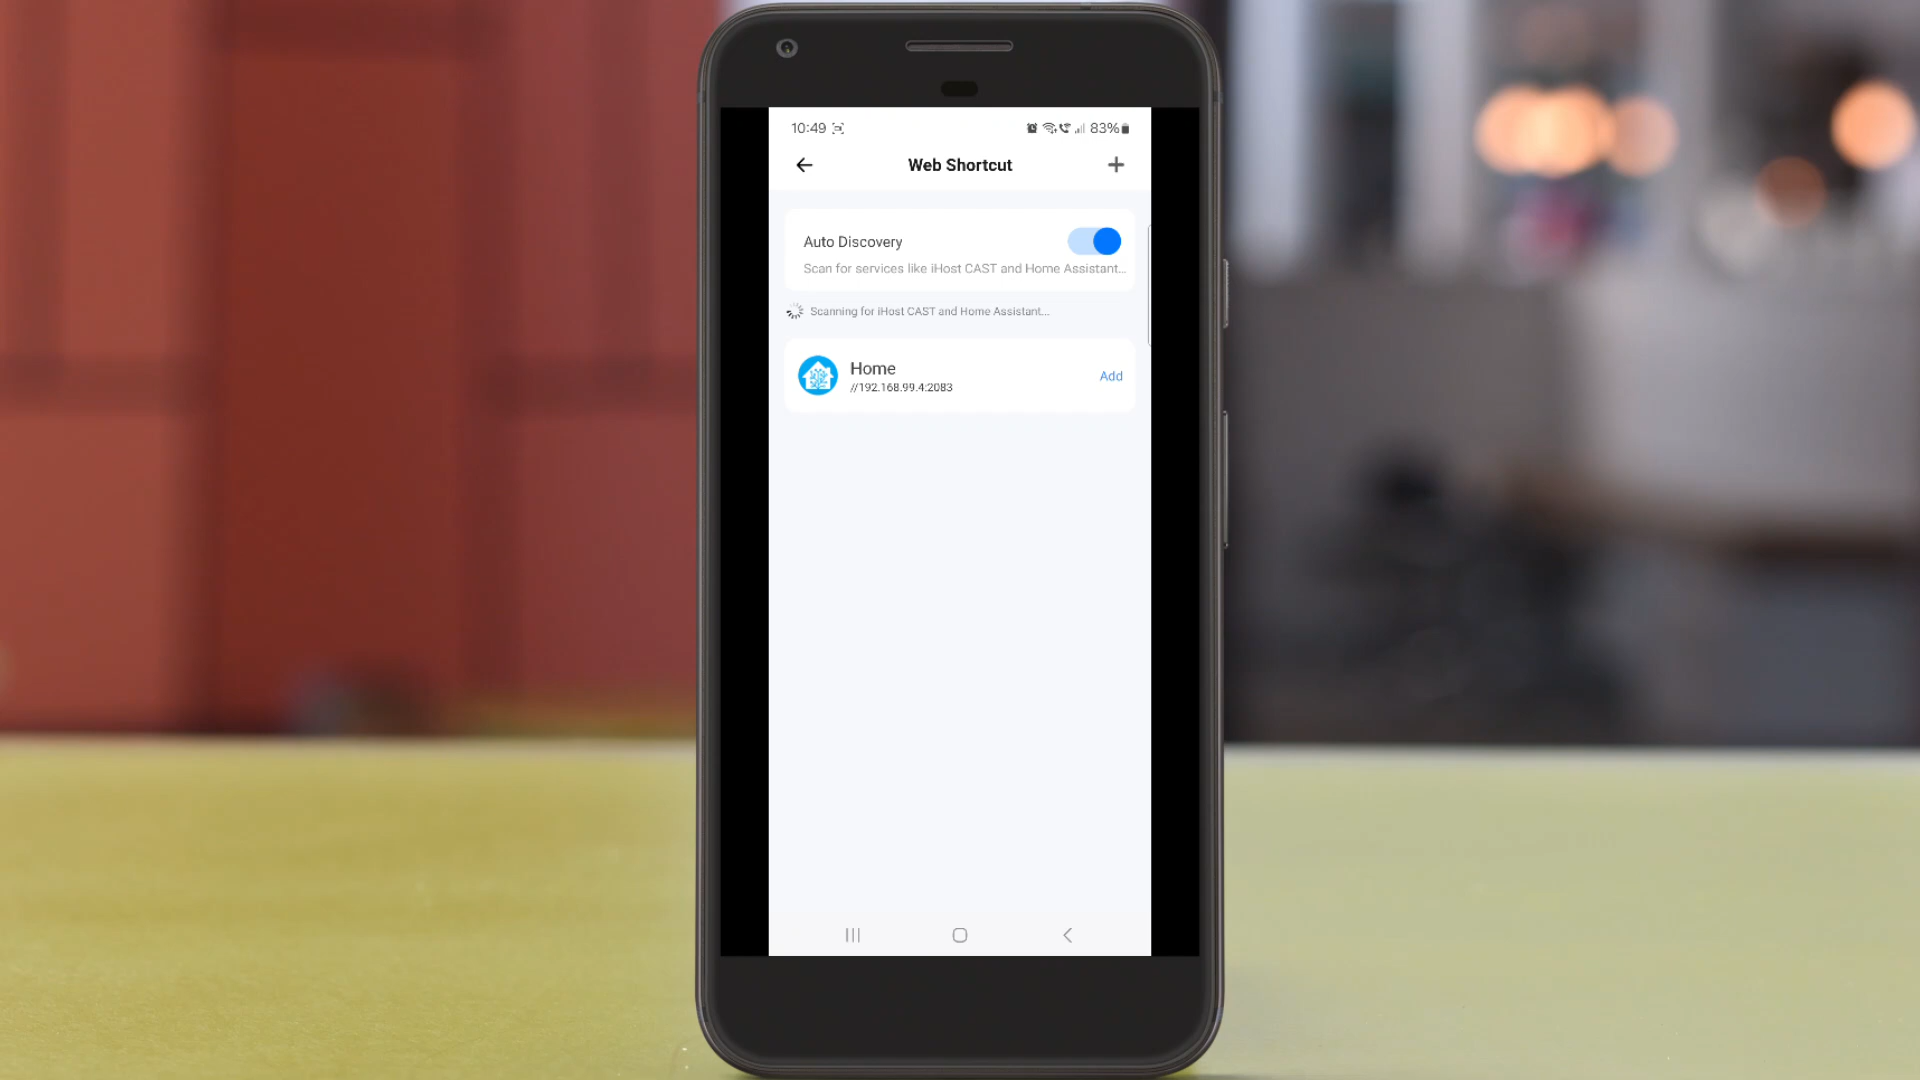 10:49 83%
Web Shortcut
Auto Discovery
Scan for services like iHost CAST and Home Assistant...
Scanning for iHost CAST and Home Assistant...
Home
//192.168.99.4:2083
Add